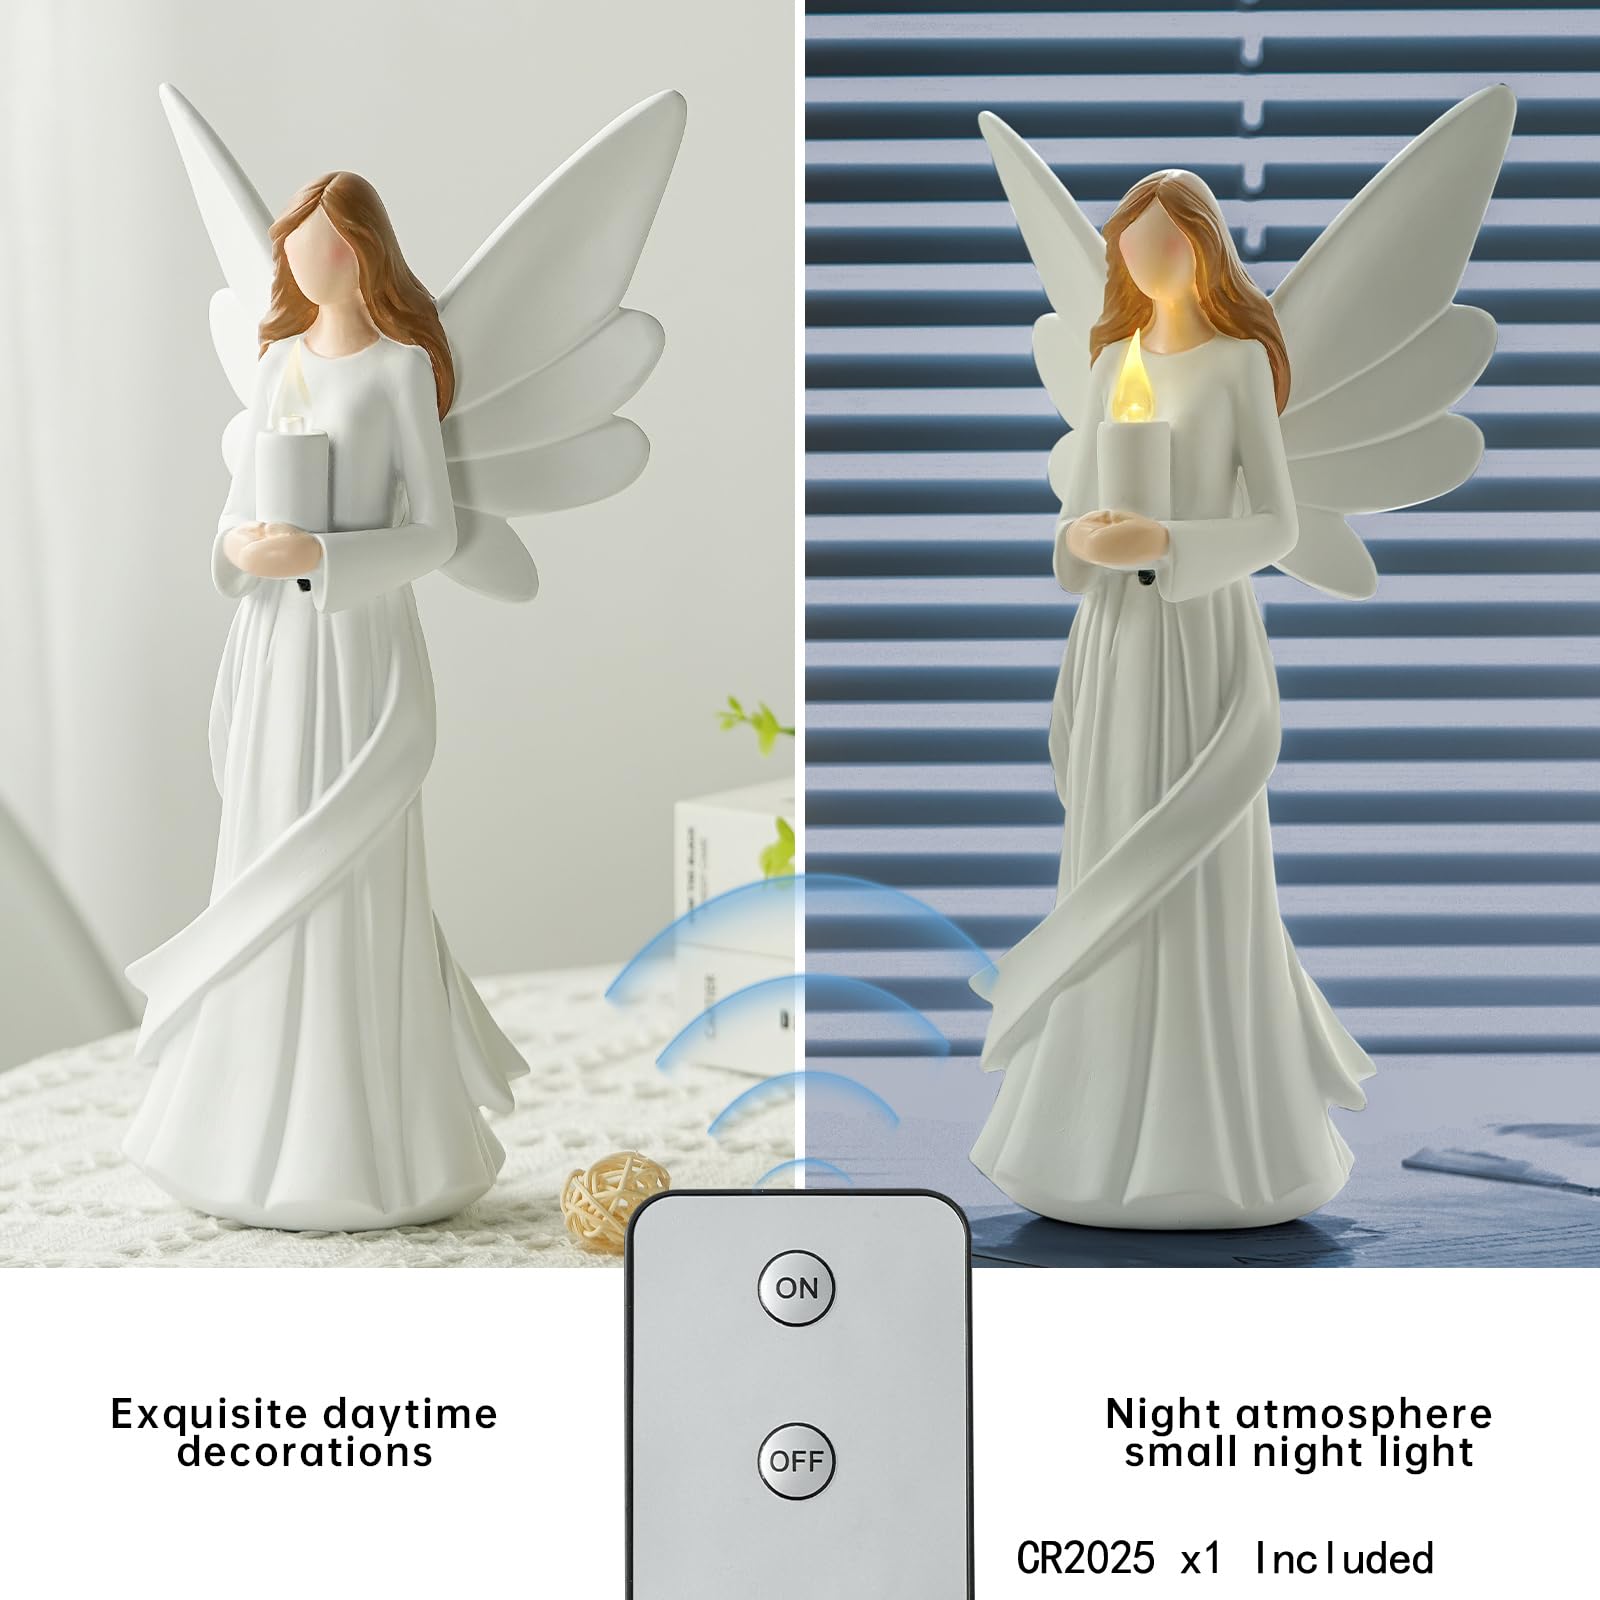 Exquisite daytime
decorations
ON
OFF
Night atmosphere
small night light
CR2025 x1 Included